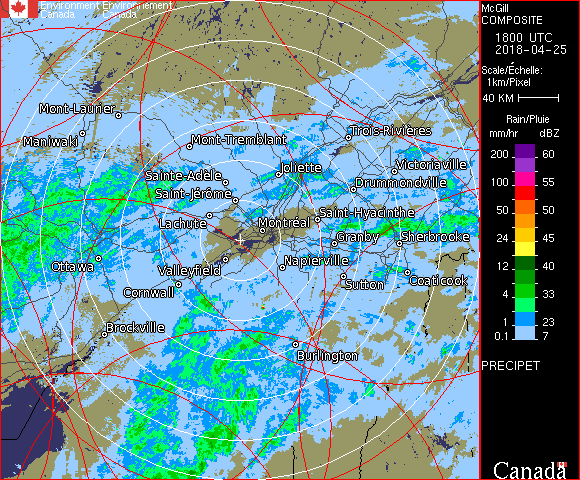 Environment Environnement
Canada Canada
Mont-Laurier
Maniwaki
Mont-Tremblant
Trois-Rivières
Sainte-Adèle
Joliette
Victoriaville
Saint-Jérôme
Drummondville
Lachute
Montréal
Saint-Hyacinthe
Granby
Sherbrooke
Ottawa
Valleyfield
Napierville
Cornwall
Sutton
Coaticook
Brockville
Burlington
McGill
COMPOSITE
1800 UTC
2018-04-25
Scale/Échelle:
1km/Pixel
40 KM
Rain/Pluie
mm/hr dBZ
200 60
100 55
50 50
24 45
12 40
4 33
1 23
0.1 7
PRECIPET
Canada